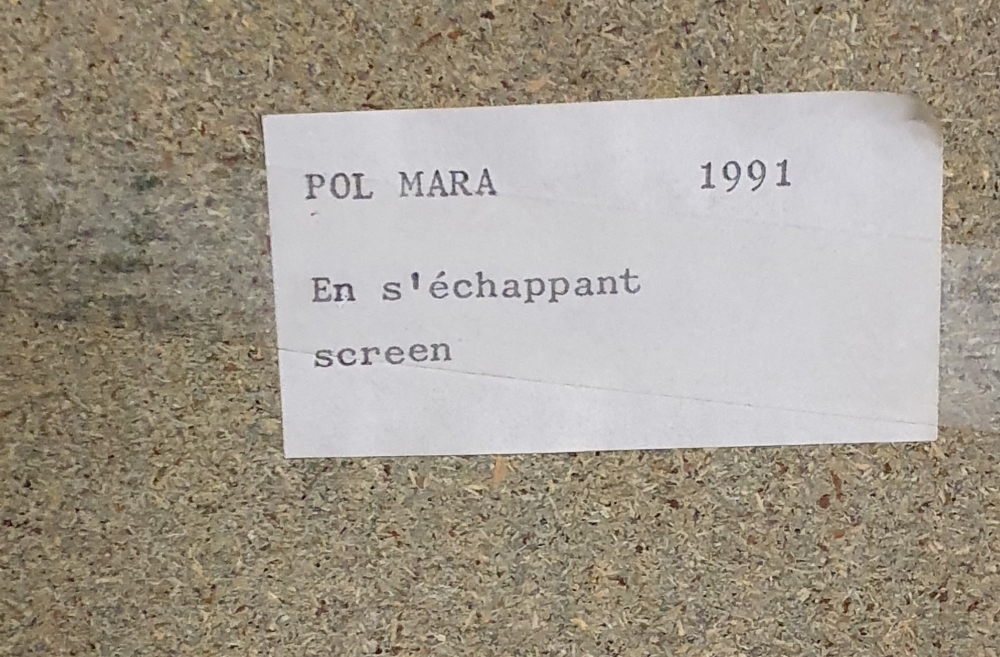 POL MARA 1991
En s'échappant
screen